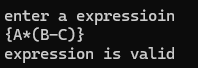 enter a expressioin
{A*(B-C)}
expression is valid